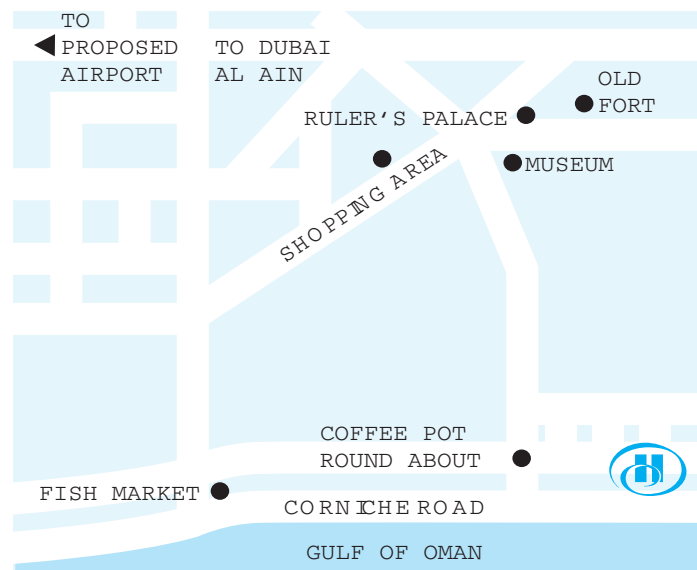 TO
PROPOSED
AIRPORT
TO DUBAI
AL AIN
OLD
FORT
RULER'S PALACE
MUSEUM
SHOPPING AREA
COFFEE POT
ROUND ABOUT
FISH MARKET
CORNICHE ROAD
GULF OF OMAN
H